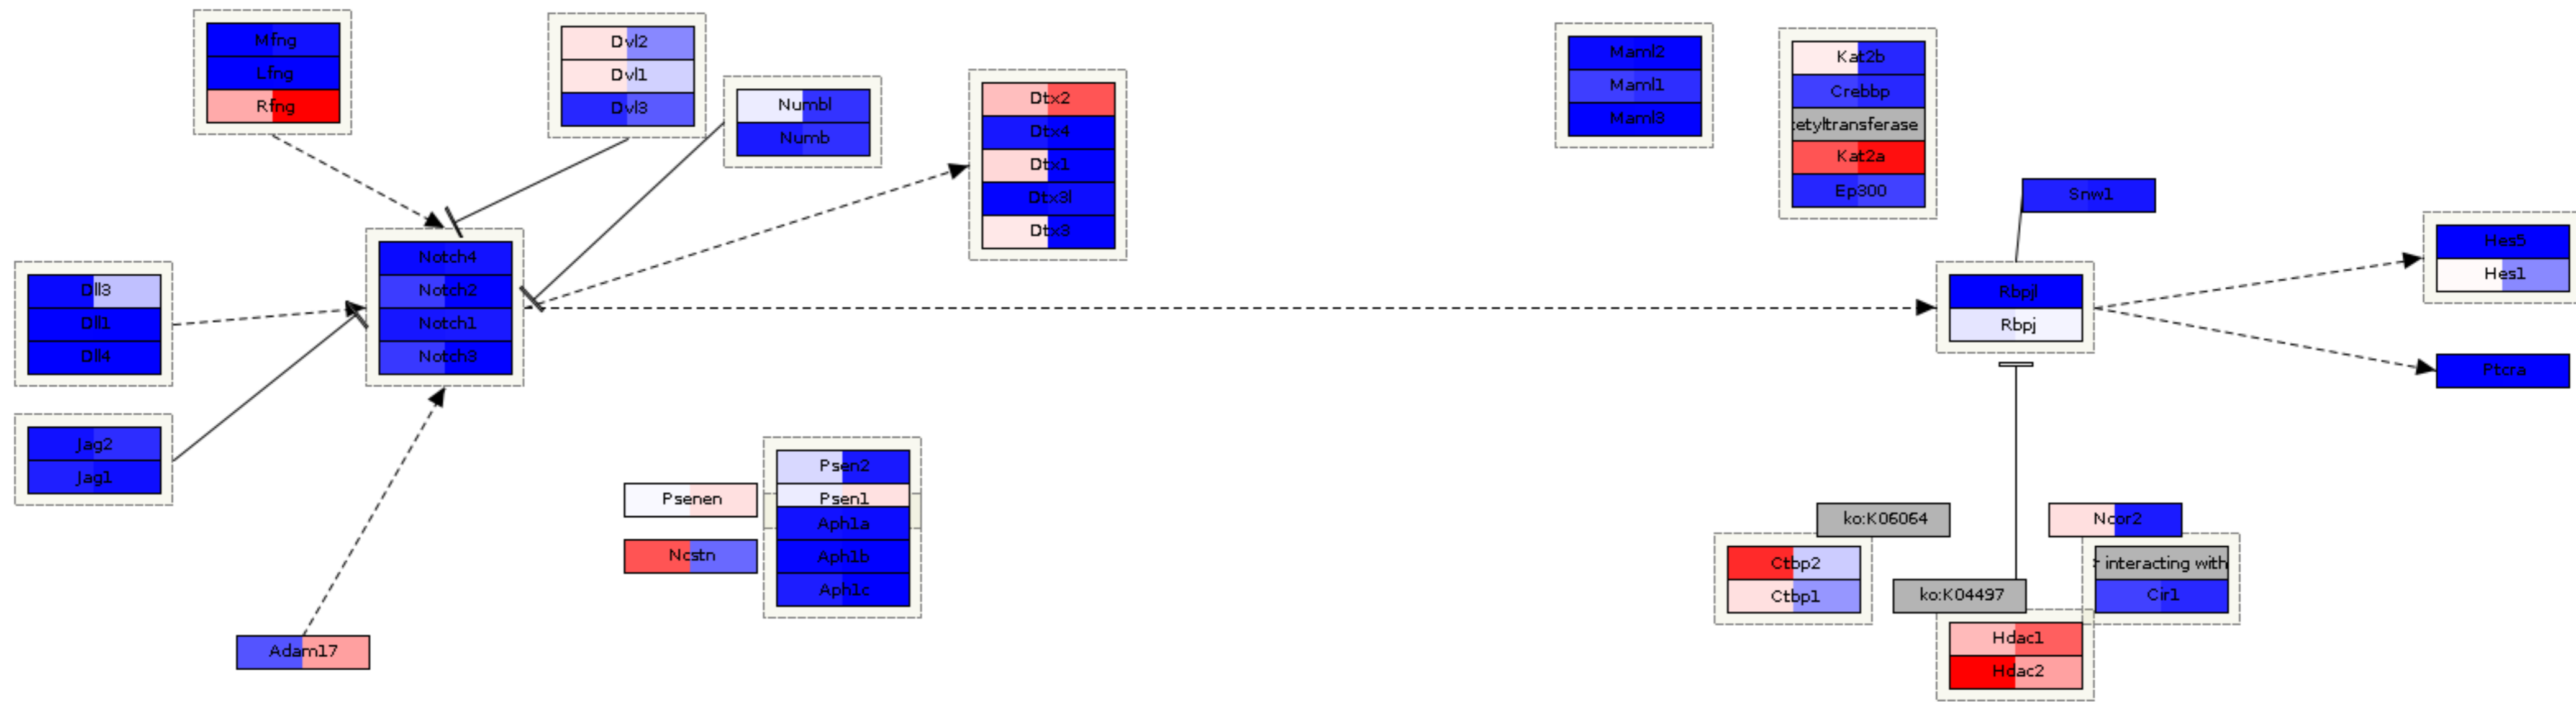 Mfng
Lfng
Rfng
Dvl2
Dvl1
Dvl3
Numbl
Numb
Dtx2
Dtx4
Dtx1
Dtx3l
Dtx3
Maml2
Maml1
Maml3
Kat2b
Crebbp
cetyltransferase
Kat2a
Ep300
Snw1
Notch4
Notch2
Notch1
Notch3
Dll3
Dll1
Dll4
Jag2
Jag1
Rbpjl
Rbpj
Hes5
Hes1
Ptcra
Psenen
Ncstn
Psen2
Psen1
Aph1a
Aph1b
Aph1c
Adam17
ko:K06064
Ncor2
Ctbp2
Ctbp1
interacting with
Cir1
ko:K04497
Hdac1
Hdac2